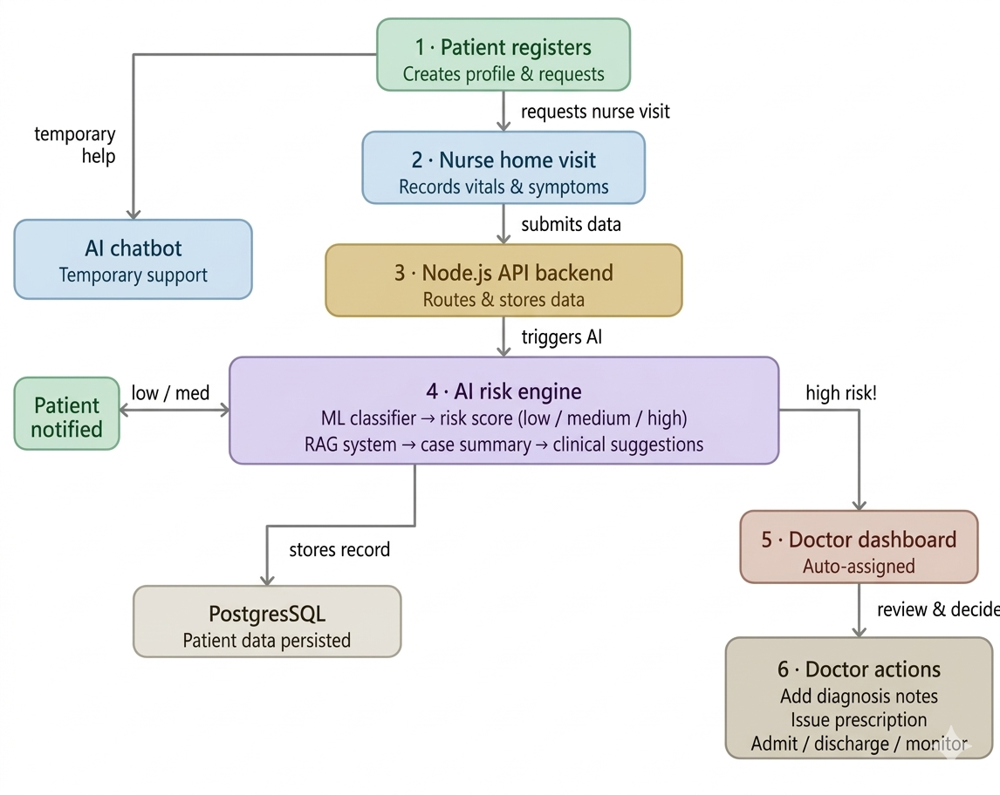 1 · Patient registers
Creates profile & requests
requests nurse visit
temporary
help
2 · Nurse home visit
Records vitals & symptoms
submits data
AI chatbot
Temporary support
3 · Node.js API backend
Routes & stores data
triggers AI
Patient
notified
low / med
4 · AI risk engine
ML classifier → risk score (low / medium / high)
RAG system → case summary → clinical suggestions
high risk!
stores record
5 · Doctor dashboard
Auto-assigned
PostgresSQL
Patient data persisted
review & decide
6 · Doctor actions
Add diagnosis notes
Issue prescription
Admit / discharge / monitor